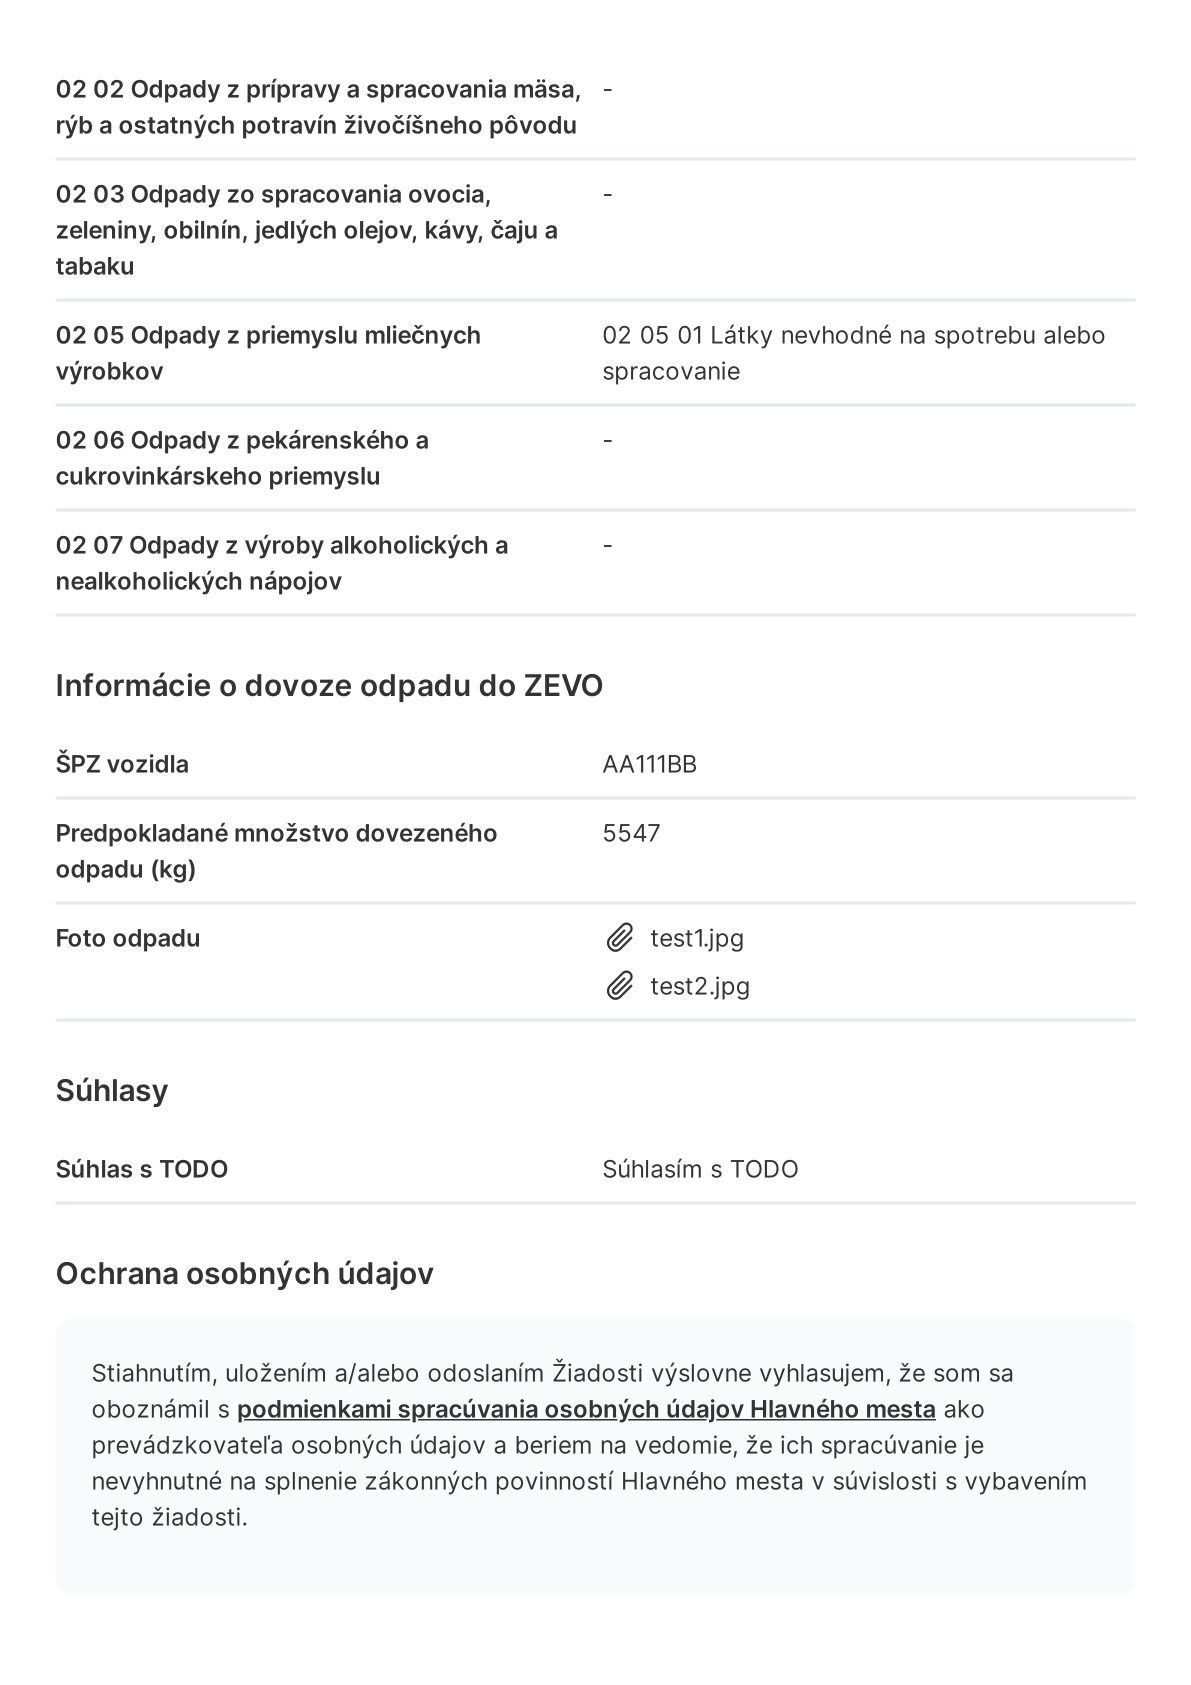 02 02 Odpady z prípravy a spracovania mäsa, -
rýb a ostatných potravín živočíšneho pôvodu
02 03 Odpady zo spracovania ovocia, -
zeleniny, obilnín, jedlých olejov, kávy, čaju a
tabaku
02 05 Odpady z priemyslu mliečnych 02 05 01 Látky nevhodné na spotrebu alebo
výrobkov spracovanie
02 06 Odpady z pekárenského a -
cukrovinkárskeho priemyslu
02 07 Odpady z výroby alkoholických a -
nealkoholických nápojov
Informácie o dovoze odpadu do ZEVO
ŠPZ vozidla AA111BB
Predpokladané množstvo dovezeného 5547
odpadu (kg)
Foto odpadu test1.jpg
test2.jpg
Súhlasy
Súhlas s TODO Súhlasím s TODO
Ochrana osobných údajov
Stiahnutím, uložením a/alebo odoslaním Žiadosti výslovne vyhlasujem, že som sa
oboznámil s podmienkami spracúvania osobných údajov Hlavného mesta ako
prevádzkovateľa osobných údajov a beriem na vedomie, že ich spracúvanie je
nevyhnutné na splnenie zákonných povinností Hlavného mesta v súvislosti s vybavením
tejto žiadosti.